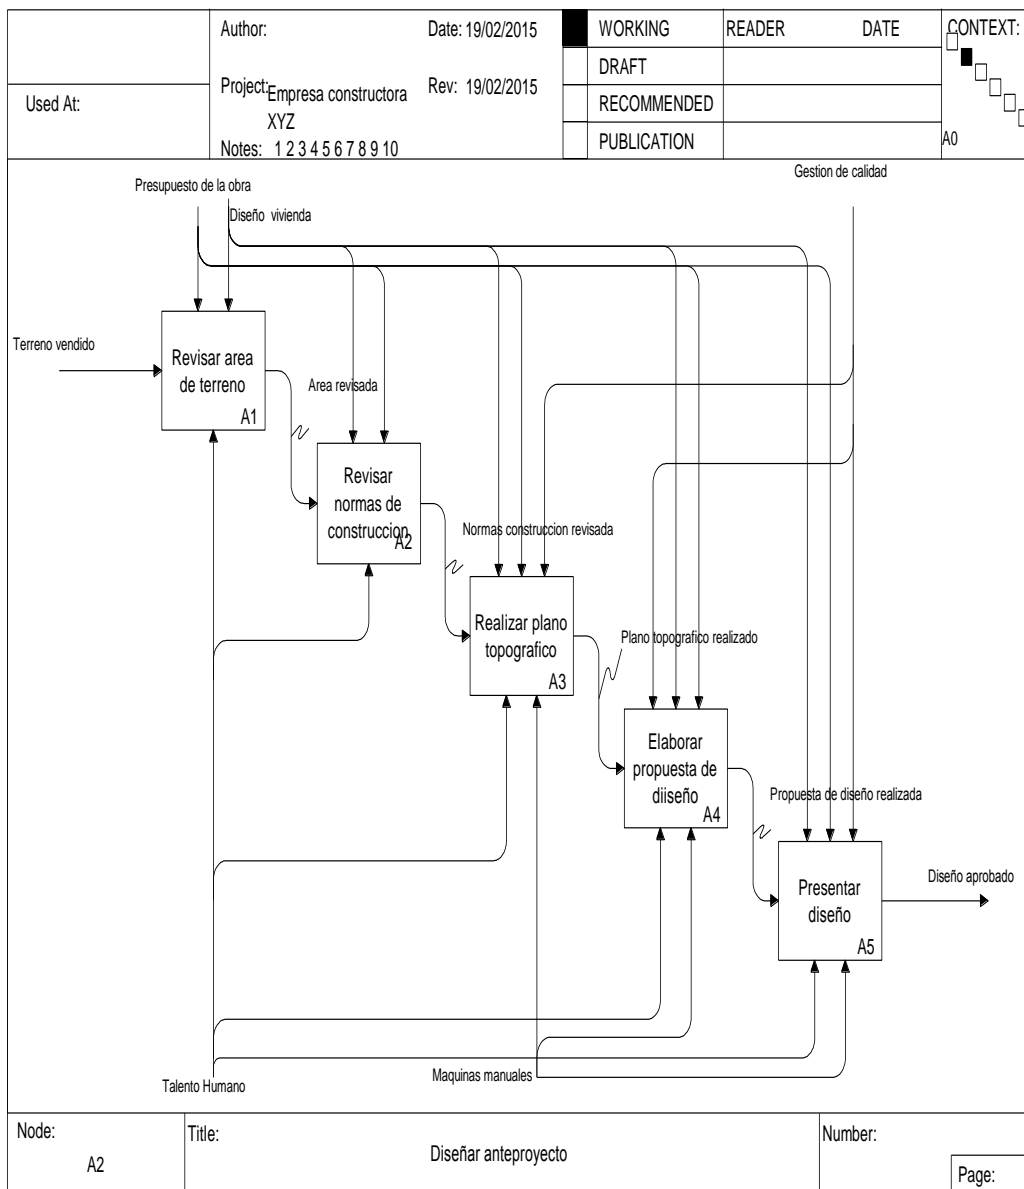 Author:
Date: 19/02/2015
WORKING
READER
DATE
CONTEXT:
DRAFT
Used At:
Project: Empresa constructora
XYZ
Rev: 19/02/2015
RECOMMENDED
Notes: 1 2 3 4 5 6 7 8 9 10
PUBLICATION
A0
Presupuesto de la obra
Gestion de calidad
Diseño vivienda
Terreno vendido
Revisar area
de terreno
A1
Area revisada
Revisar
normas de
construccion
A2
Normas construccion revisada
Realizar plano
topografico
A3
Plano topografico realizado
Elaborar
propuesta de
diiseño
A4
Propuesta de diseño realizada
Presentar
diseño
A5
Diseño aprobado
Talento Humano
Maquinas manuales
Node:
A2
Title:
Diseñar anteproyecto
Number:
Page: